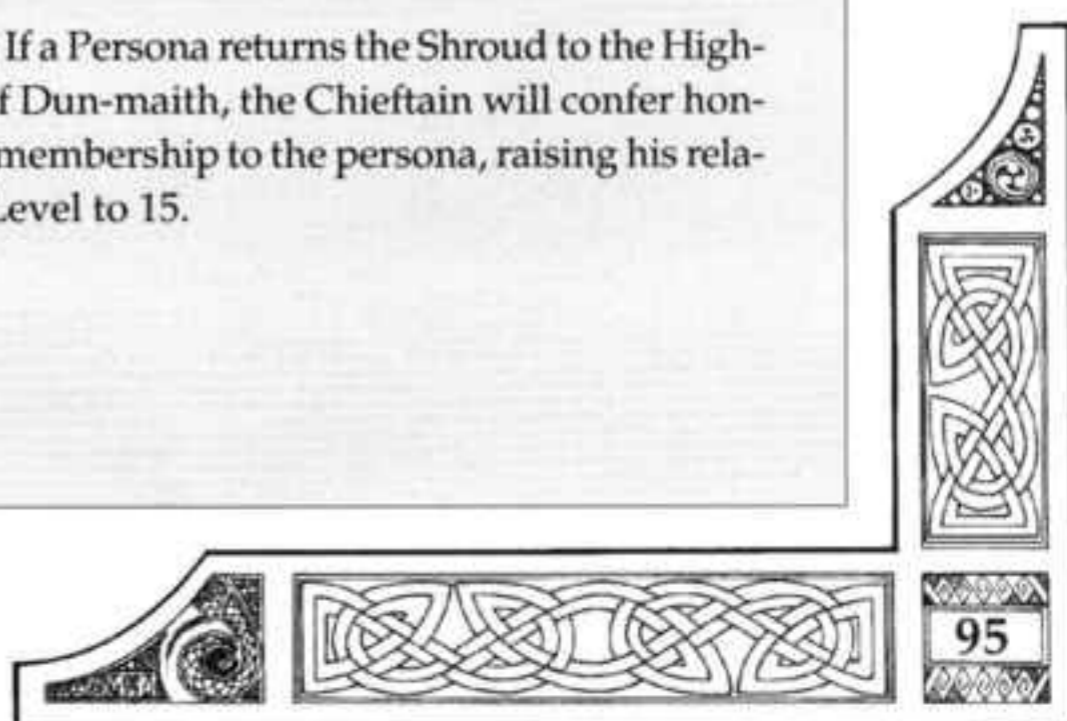 If a Persona returns the Shroud to the High-
f Dun-maith, the Chieftain will confer hon-
membership to the persona, raising his rela-
Level to 15.
95